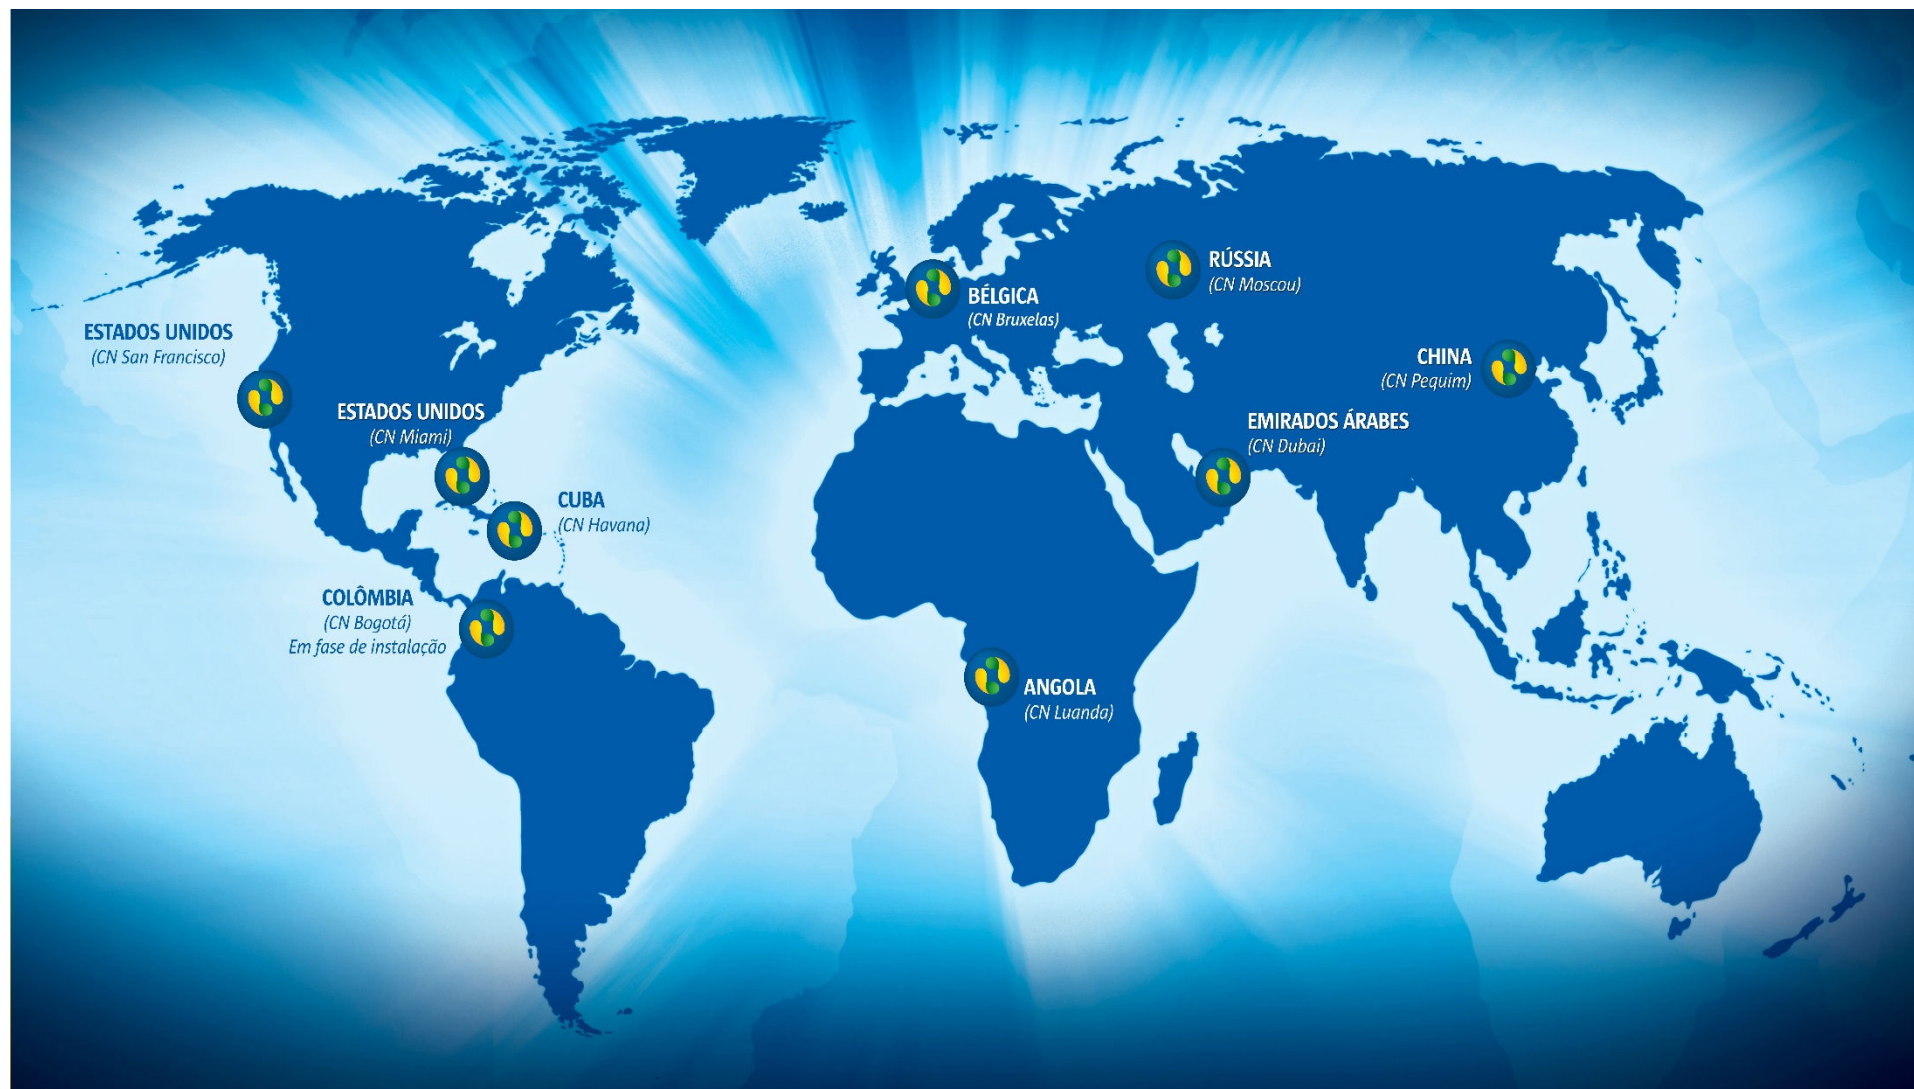 RÚSSIA
(CN Moscou)
BÉLGICA
(CN Bruxelas)
ESTADOS UNIDOS
(CN San Francisco)
CHINA
(CN Pequim)
ESTADOS UNIDOS
(CN Miami)
EMIRADOS ÁRABES
(CN Dubai)
CUBA
(CN Havana)
COLÔMBIA
(CN Bogotá)
Em fase de instalação
ANGOLA
(CN Luanda)